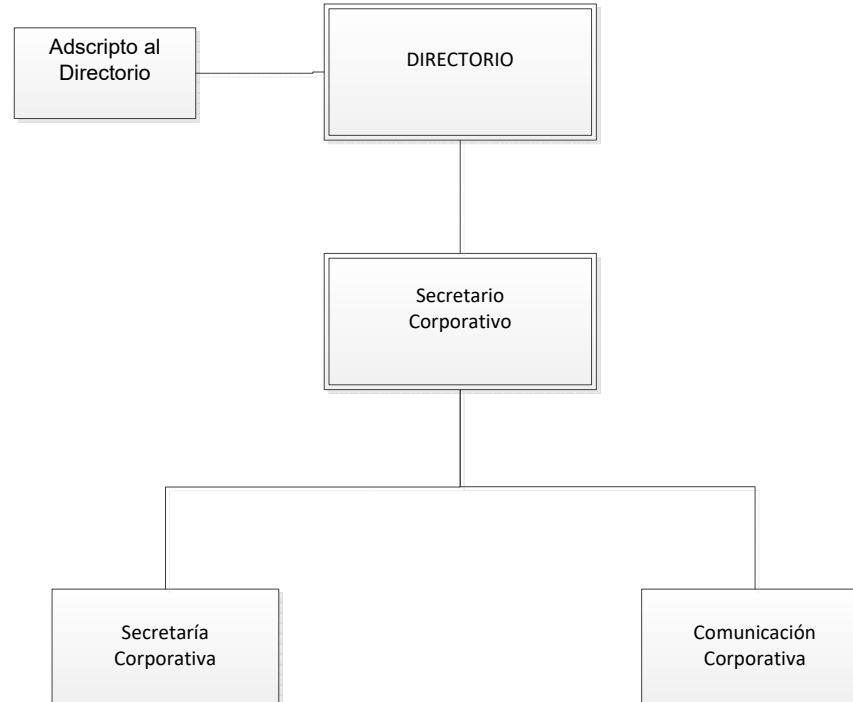 Adscripto al
Directorio
DIRECTORIO
Secretario
Corporativo
Secretaría
Corporativa
Comunicación
Corporativa